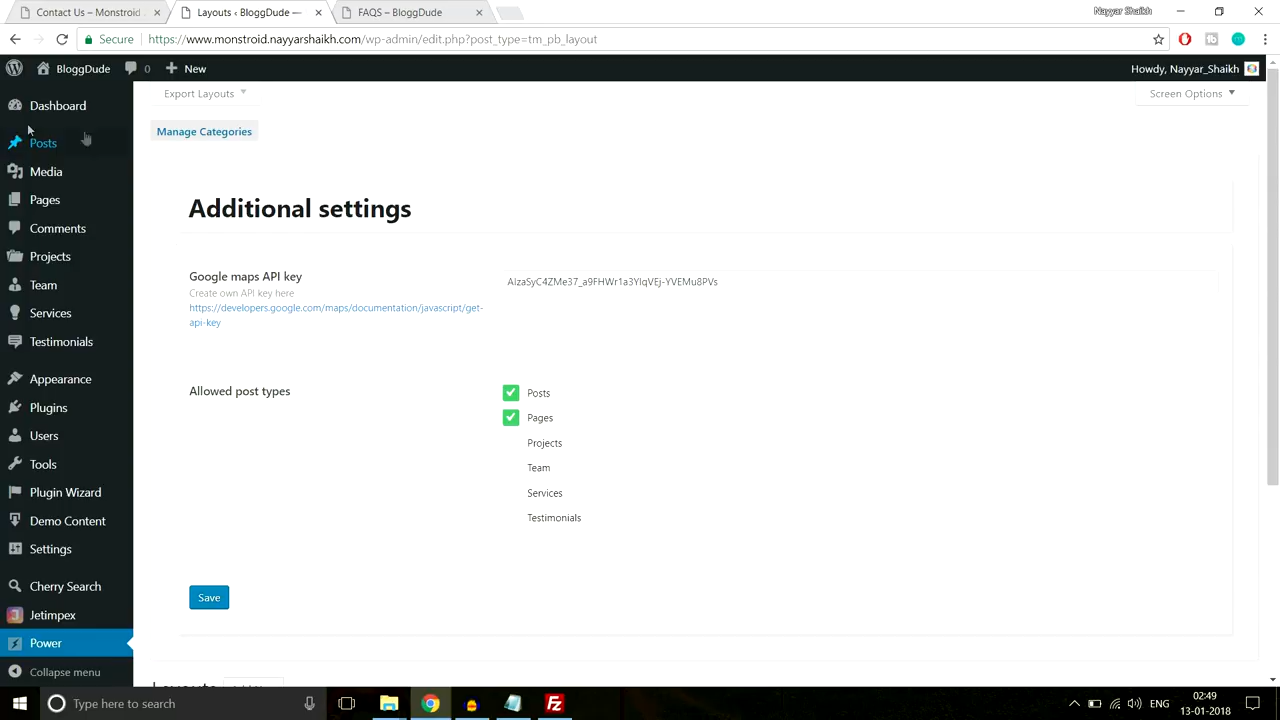 Contact Us – Monstroid
Layouts ‹ BloggDude —
FAQS – BloggDude
Nayyar Shaikh
Secure
https://www.monstroid.nayyarshaikh.com/wp-admin/edit.php?post_type=tm_pb_layout
BloggDude
0
New
Howdy, Nayyar_Shaikh
Export Layouts
Screen Options
Manage Categories
Dashboard
Posts
Media
Pages
Comments
Projects
Team
Services
Testimonials
Appearance
Plugins
Users
Tools
Plugin Wizard
Demo Content
Settings
Cherry Search
Jetimpex
Power
Collapse menu
Additional settings
Google maps API key
Create own API key here
https://developers.google.com/maps/documentation/javascript/get-
api-key
AIzaSyC4ZMe37_a9FHWr1a3YlqVEj-YVEMu8PVs
Allowed post types
Posts
Pages
Projects
Team
Services
Testimonials
Save
Type here to search
ENG
02:49
13-01-2018